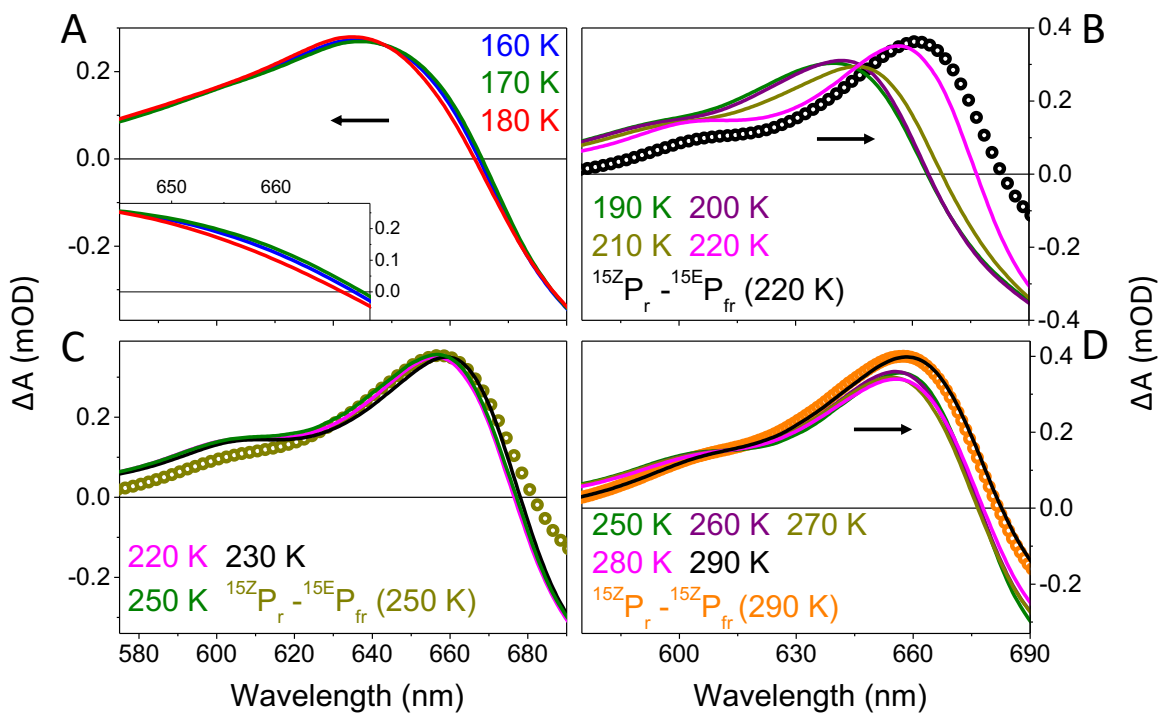 A
160 K
170 K
180 K
0.2
0.0
-0.2
650 660
0.2
0.1
0.0
B
0.4
0.2
0.0
-0.2
-0.4
190 K 200 K
210 K 220 K
¹⁵ᶻPᵣ - ¹⁵ᴱP_fr (220 K)
ΔA (mOD)
ΔA (mOD)
C
0.2
0.0
-0.2
220 K 230 K
250 K ¹⁵ᶻPᵣ - ¹⁵ᴱP_fr (250 K)
580 600 620 640 660 680
Wavelength (nm)
D
0.4
0.2
0.0
-0.2
250 K 260 K 270 K
280 K 290 K
¹⁵ᶻPᵣ - ¹⁵ᶻP_fr (290 K)
600 630 660 690
Wavelength (nm)